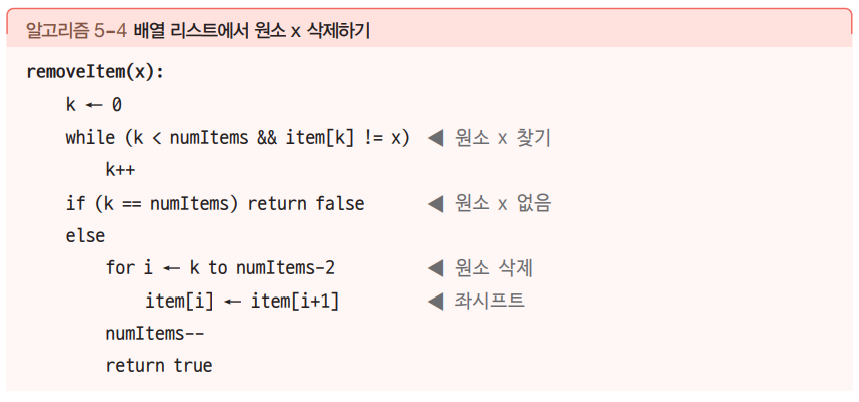 알고리즘 5-4 배열 리스트에서 원소 x 삭제하기
removeItem(x):
k ← 0
while (k < numItems && item[k] != x) ◀ 원소 x 찾기
k++
if (k == numItems) return false ◀ 원소 x 없음
else
for i ← k to numItems-2 ◀ 원소 삭제
item[i] ← item[i+1] ◀ 좌시프트
numItems--
return true